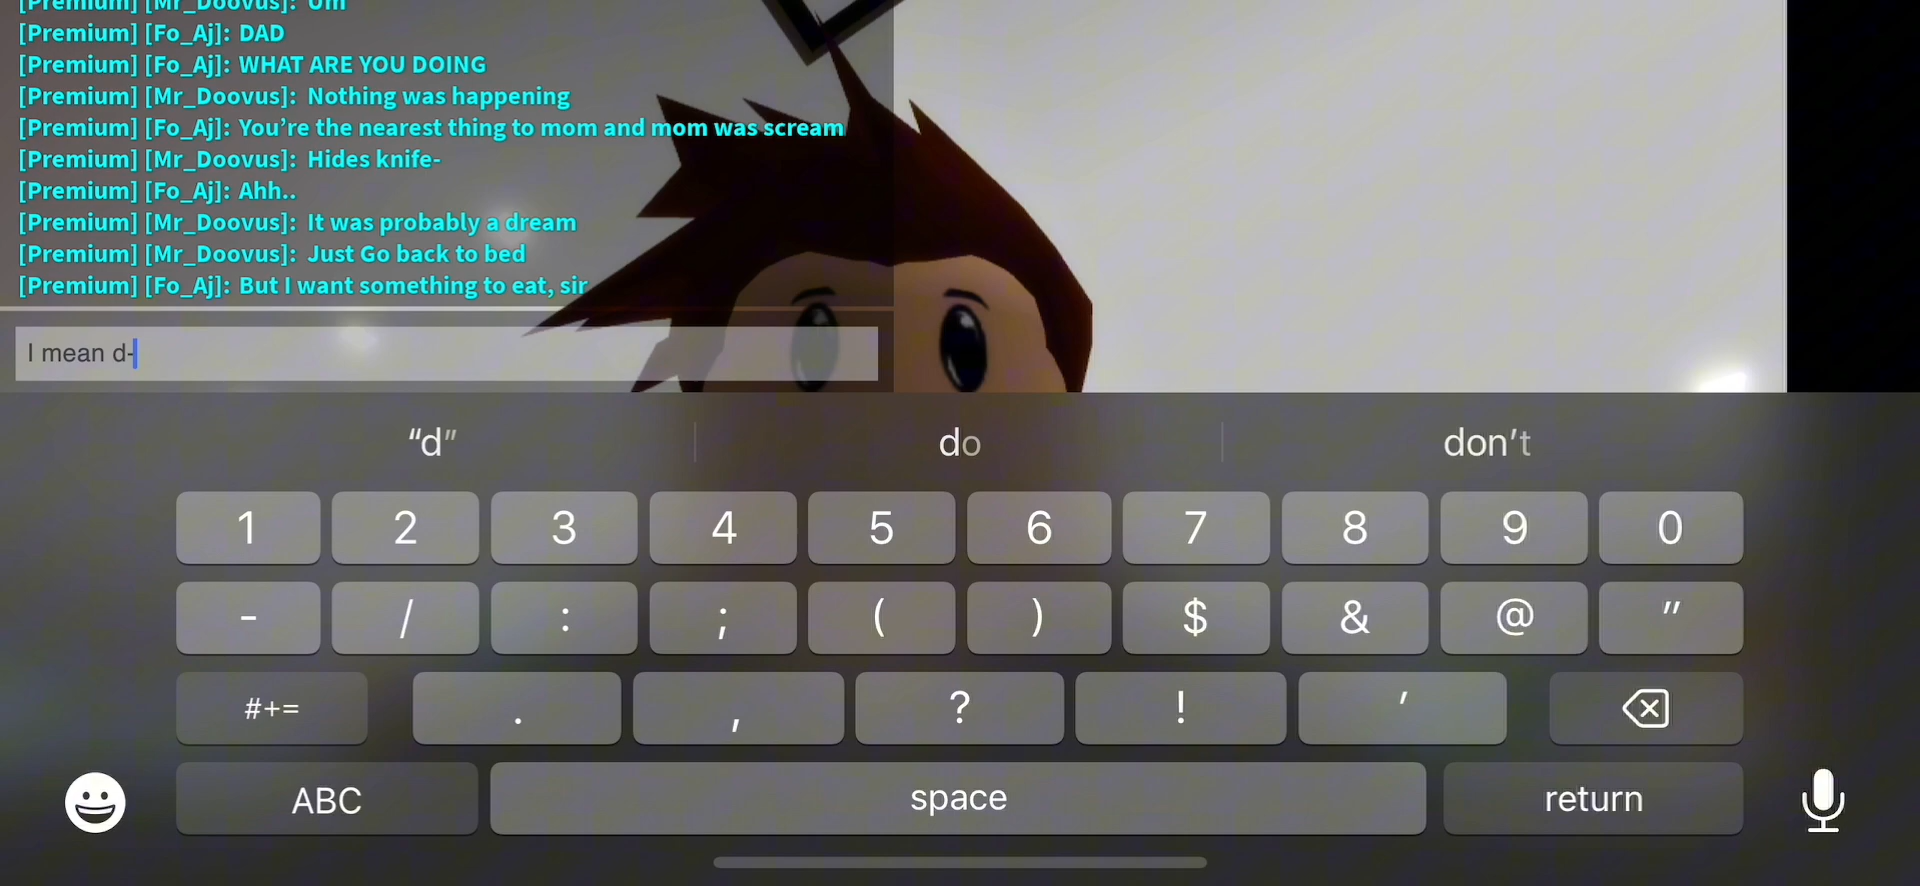 [Premium] [Mr_Doovus]: Um
[Premium] [Fo_Aj]: DAD
[Premium] [Fo_Aj]: WHAT ARE YOU DOING
[Premium] [Mr_Doovus]: Nothing was happening
[Premium] [Fo_Aj]: You’re the nearest thing to mom and mom was scream
[Premium] [Mr_Doovus]: Hides knife-
[Premium] [Fo_Aj]: Ahh..
[Premium] [Mr_Doovus]: It was probably a dream
[Premium] [Mr_Doovus]: Just Go back to bed
[Premium] [Fo_Aj]: But I want something to eat, sir
I mean d-
“d” do don’t
1 2 3 4 5 6 7 8 9 0
- / : ; ( ) $ & @ "
#+= . , ? ! '
ABC space return